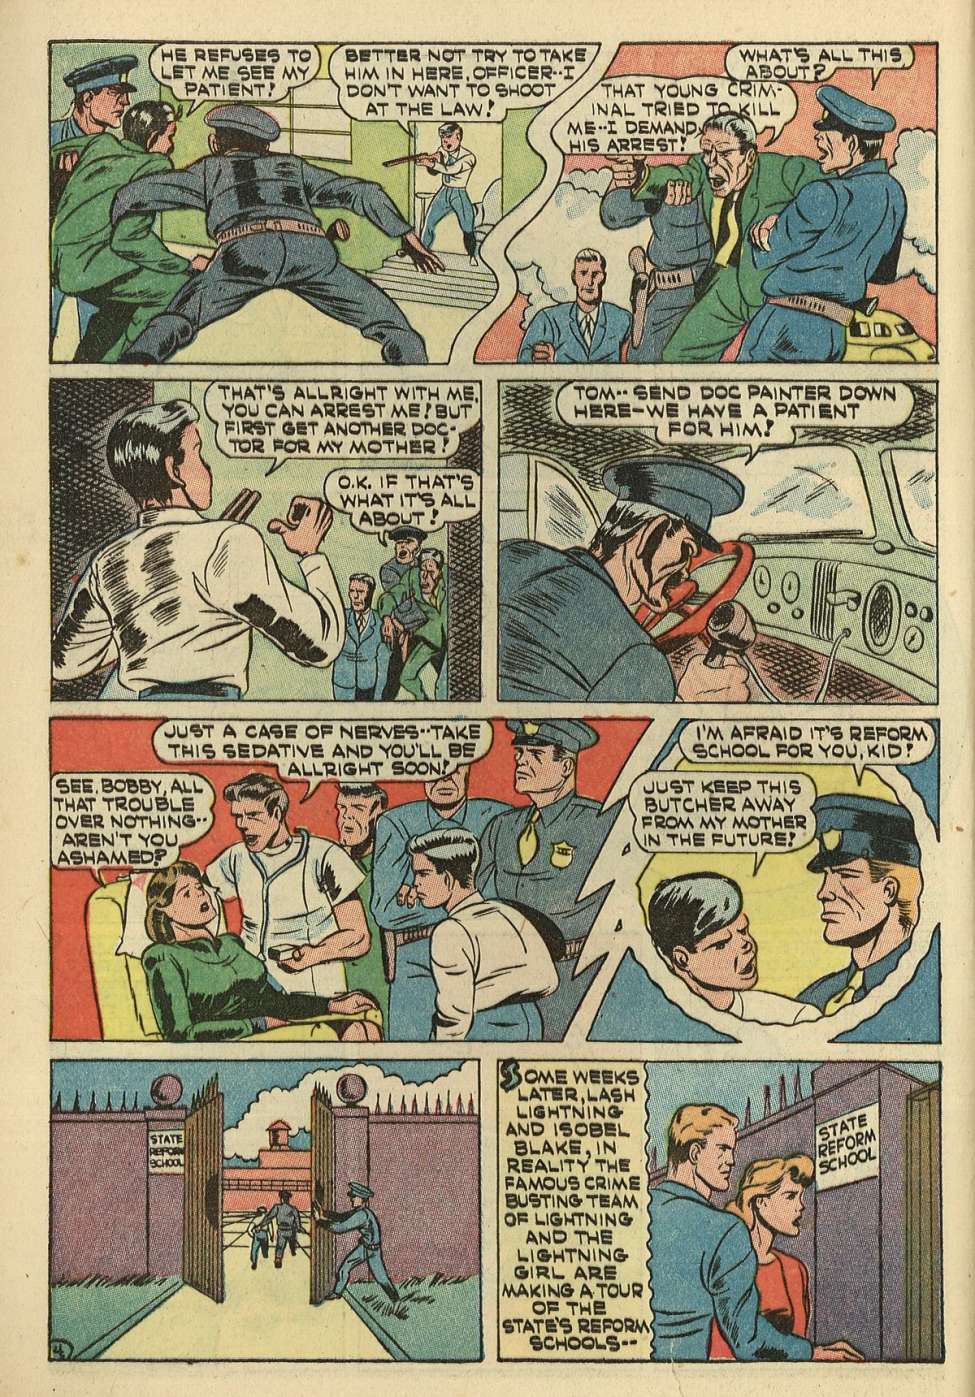 HE REFUSES TO
LET ME SEE MY
PATIENT!
BETTER NOT TRY TO TAKE
HIM IN HERE, OFFICER--I
DON'T WANT TO SHOOT
AT THE LAW!
WHAT'S ALL THIS
ABOUT?
THAT YOUNG CRIM-
INAL TRIED TO KILL
ME--I DEMAND
HIS ARREST!
THAT'S ALLRIGHT WITH ME,
YOU CAN ARREST ME! BUT
FIRST GET ANOTHER DOC-
TOR FOR MY MOTHER!
O.K. IF THAT'S
WHAT IT'S ALL
ABOUT!
TOM-- SEND DOC PAINTER DOWN
HERE--WE HAVE A PATIENT
FOR HIM!
JUST A CASE OF NERVES--TAKE
THIS SEDATIVE AND YOU'LL BE
ALLRIGHT SOON!
SEE, BOBBY, ALL
THAT TROUBLE
OVER NOTHING--
AREN'T YOU
ASHAMED?
I'M AFRAID IT'S REFORM
SCHOOL FOR YOU, KID!
JUST KEEP THIS
BUTCHER AWAY
FROM MY MOTHER
IN THE FUTURE!
STATE
REFORM
SCHOOL
4
SOME WEEKS
LATER, LASH
LIGHTNING
AND ISOBEL
BLAKE, IN
REALITY THE
FAMOUS CRIME
BUSTING TEAM
OF LIGHTNING
AND THE
LIGHTNING
GIRL ARE
MAKING A TOUR
OF THE
STATE'S REFORM
SCHOOLS--
STATE
REFORM
SCHOOL